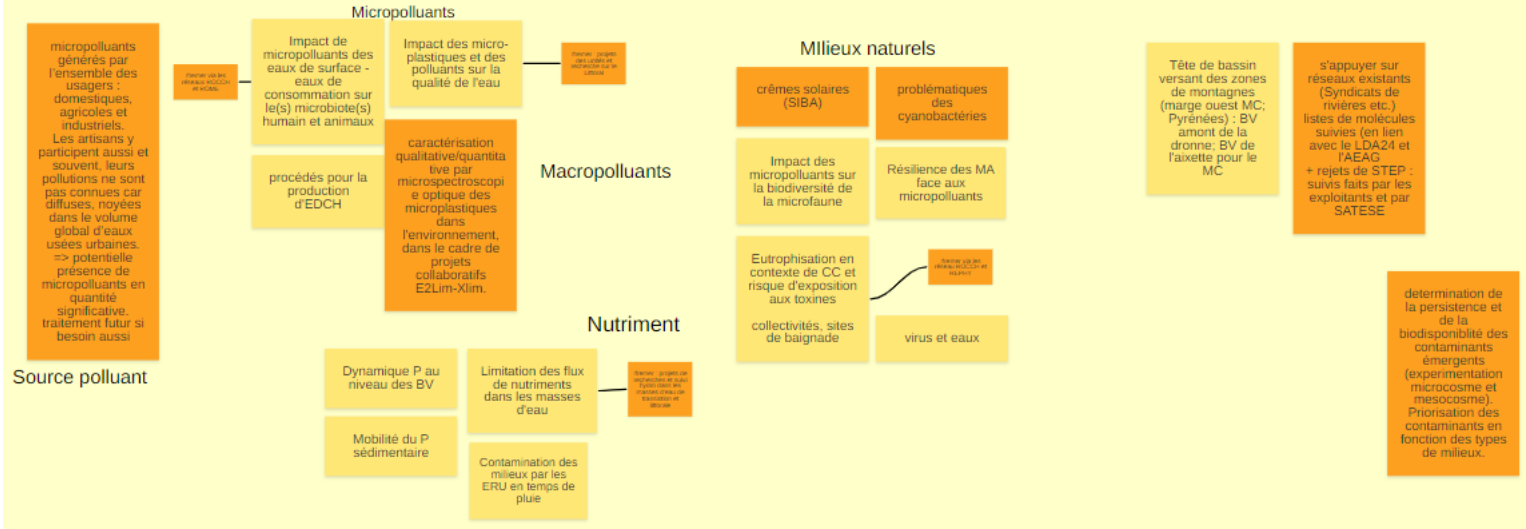 Micropolluants
micropolluants
générés par
l'ensemble des
usagers :
domestiques,
agricoles et
industriels.
Les artisans y
participent aussi et
souvent, leurs
pollutions ne sont
pas connues car
diffuses, noyées
dans le volume
global d'eaux
usées urbaines.
=> potentielle
présence de
micropolluants en
quantité
significative.
traitement futur si
besoin aussi
Source polluant
Impact de
micropolluants des
eaux de surface -
eaux de
consommation sur
le(s) microbiote(s)
humain et animaux
Impact des micro-
plastiques et des
polluants sur la
qualité de l'eau
procédés pour la
production
d'EDCH
caractérisation
qualitative/quantita
tive par
microspectroscopi
e optique des
microplastiques
dans
l'environnement,
dans le cadre de
projets
collaboratifs
E2Lim-Xlim.
Macropolluants
Nutriment
Dynamique P au
niveau des BV
Limitation des flux
de nutriments
dans les masses
d'eau
Mobilité du P
sédimentaire
Contamination des
milieux par les
ERU en temps de
pluie
MIlieux naturels
crêmes solaires
(SIBA)
problématiques
des
cyanobactéries
Impact des
micropolluants sur
la biodiversité de
la microfaune
Résilience des MA
face aux
micropolluants
Eutrophisation en
contexte de CC et
risque d'exposition
aux toxines
collectivités, sites
de baignade
virus et eaux
Tête de bassin
versant des zones
de montagnes
(marge ouest MC;
Pyrénées) : BV
amont de la
dronne; BV de
l'aixette pour le
MC
s'appuyer sur
réseaux existants
(Syndicats de
rivières etc.)
listes de molécules
suivies (en lien
avec le LDA24 et
l'AEAG
+ rejets de STEP :
suivis faits par les
exploitants et par
SATESE
determination de
la persistence et
de la
biodisponiblité des
contaminants
émergents
(experimentation
microcosme et
mesocosme).
Priorisation des
contaminants en
fonction des types
de milieux.